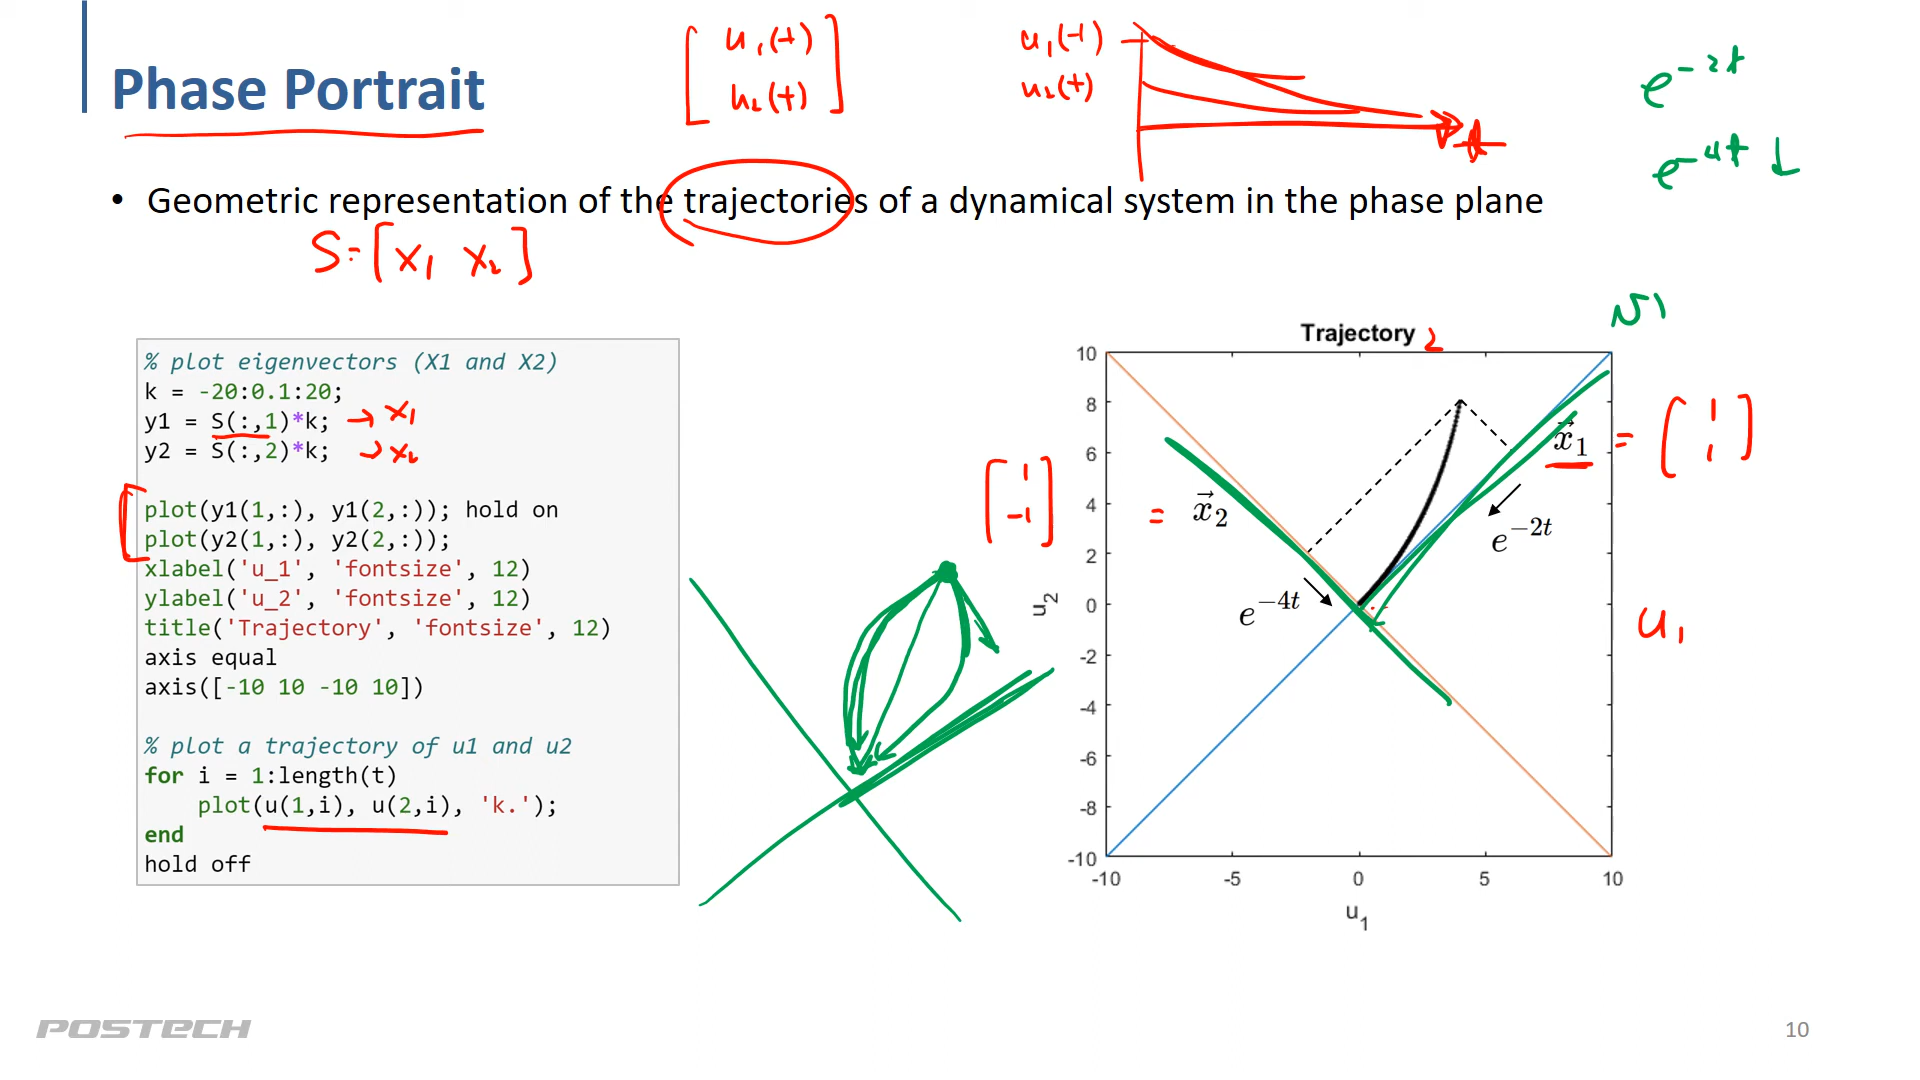 Phase Portrait
[u₁(t)
u₂(t)]
u₁(t)
u₂(t)
t
e^-2t
e^-4t ↓
• Geometric representation of the trajectories of a dynamical system in the phase plane
S=[x₁ x₂]
% plot eigenvectors (X1 and X2)
k = -20:0.1:20;
y1 = S(:,1)*k; → x₁
y2 = S(:,2)*k; → x₂
plot(y1(1,:), y1(2,:)); hold on
plot(y2(1,:), y2(2,:));
xlabel('u_1', 'fontsize', 12)
ylabel('u_2', 'fontsize', 12)
title('Trajectory', 'fontsize', 12)
axis equal
axis([-10 10 -10 10])
% plot a trajectory of u1 and u2
for i = 1:length(t)
plot(u(1,i), u(2,i), 'k.');
end
hold off
Trajectory
2
10
8
6
4
2
0
-2
-4
-6
-8
-10
-10 -5 0 5 10
u₁
u₂
x⃗₁ = [1
1]
[1
-1] = x⃗₂
e^-2t
e^-4t
u₁
POSTECH
10